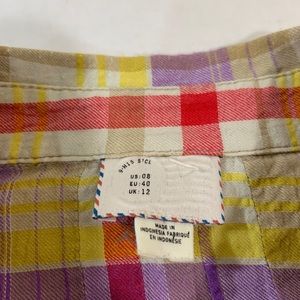 US: 08
EU: 40
UK: 12
MADE IN
INDONESIA FABRIQUÉ
EN INDONÉSIE